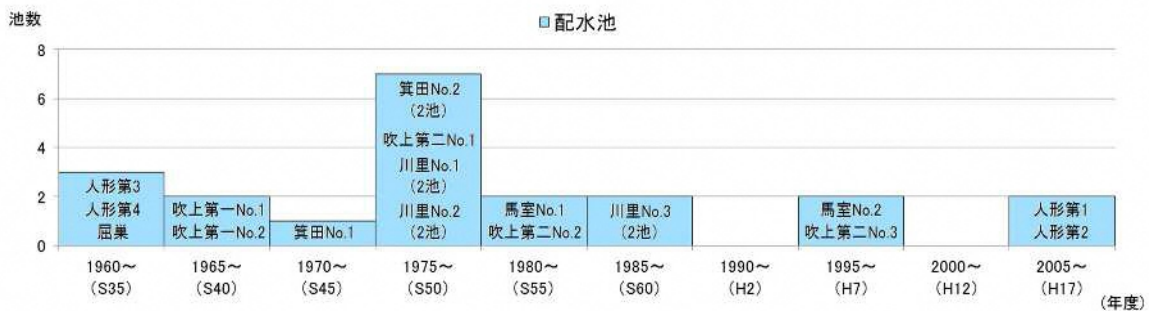 池数
配水池
8
6
4
2
0
人形第3
人形第4
屈巣
吹上第一No.1
吹上第一No.2
箕田No.1
箕田No.2
(2池)
吹上第二No.1
川里No.1
(2池)
川里No.2
(2池)
馬室No.1
吹上第二No.2
川里No.3
(2池)
馬室No.2
吹上第二No.3
人形第1
人形第2
1960～
(S35)
1965～
(S40)
1970～
(S45)
1975～
(S50)
1980～
(S55)
1985～
(S60)
1990～
(H2)
1995～
(H7)
2000～
(H12)
2005～
(H17)
(年度)